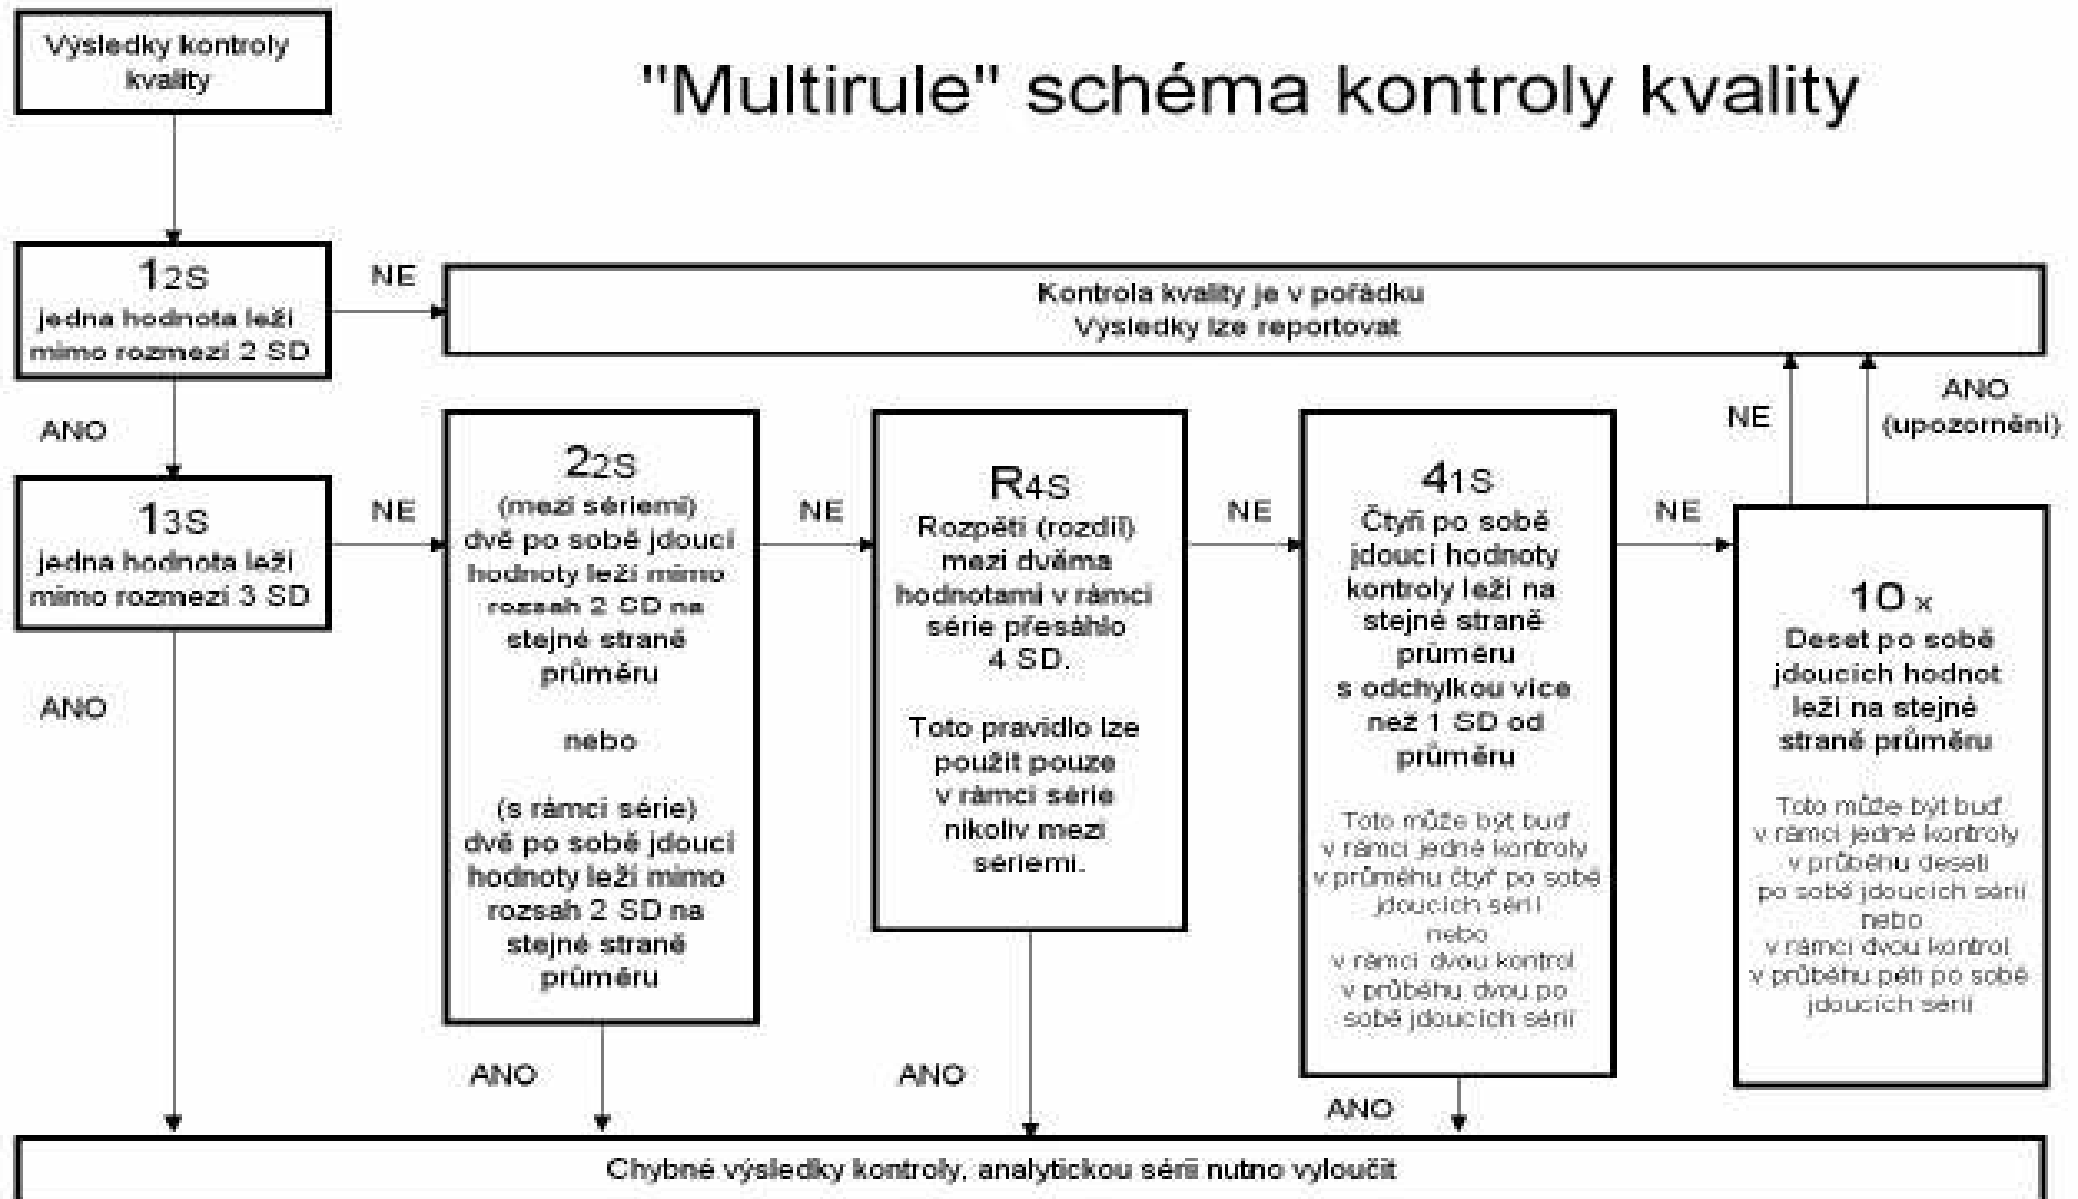 Výsledky kontroly
kvality
"Multirule" schéma kontroly kvality
12S
jedna hodnota leží
mimo rozmezí 2 SD
NE
Kontrola kvality je v pořádku
Výsledky lze reportovat
ANO
13S
jedna hodnota leží
mimo rozmezí 3 SD
NE
ANO
22S
(mezi sériemi)
dvě po sobě jdoucí
hodnoty leží mimo
rozsah 2 SD na
stejné straně
průměru
nebo
(s rámci série)
dvě po sobě jdoucí
hodnoty leží mimo
rozsah 2 SD na
stejné straně
průměru
NE
ANO
R4S
Rozpětí (rozdíl)
mezi dvěma
hodnotami v rámci
série přesáhlo
4 SD.
Toto pravidlo lze
použít pouze
v rámci série
nikoliv mezi
sériemi.
NE
ANO
41S
Čtyři po sobě
jdoucí hodnoty
kontroly leží na
stejné straně
průměru
s odchylkou více
než 1 SD od
průměru
Toto může být buď
v rámci jedné kontroly
v průměhu čtyř po sobě
jdoucích sérií
nebo
v rámci dvou kontrol
v průběhu dvou po
sobě jdoucích sérií
NE
ANO
10 x
Deset po sobě
jdoucích hodnot
leží na stejné
straně průměru
Toto může být buď
v rámci jedné kontroly
v průběhu deseti
po sobě jdoucích sérií
nebo
v rámci dvou kontrol
v průběhu pěti po sobě
jdoucích sérií
NE
ANO
(upozornění)
Chybné výsledky kontroly, analytickou sérii nutno vyloučit